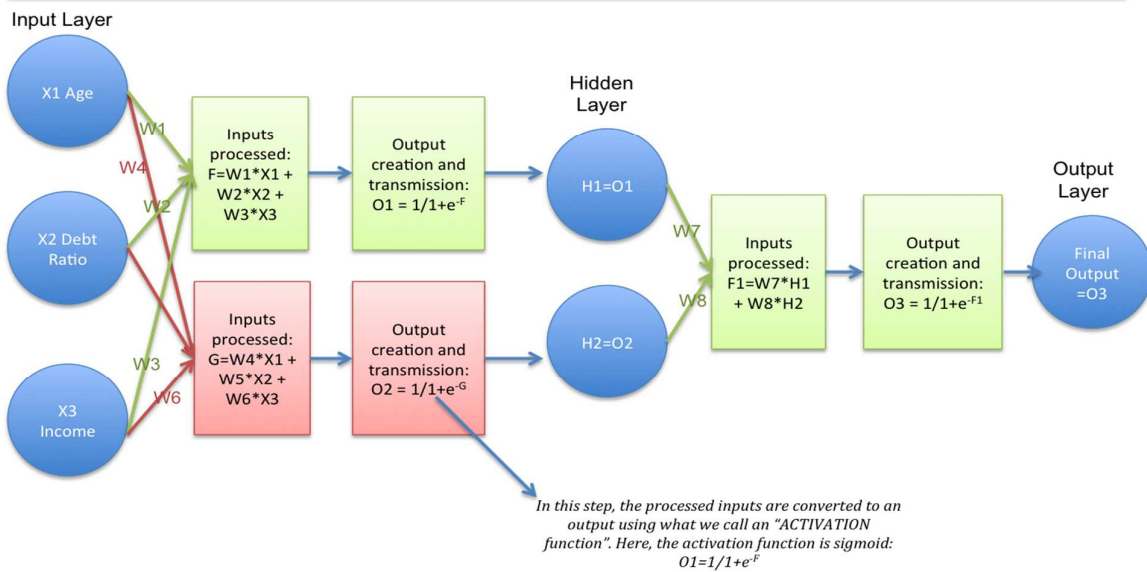 Input Layer
X1 Age
W1
W4
W2
X2 Debt
Ratio
W3
W6
X3
Income
Inputs
processed:
F=W1*X1 +
W2*X2 +
W3*X3
Output
creation and
transmission:
O1 = 1/1+e-F
Inputs
processed:
G=W4*X1 +
W5*X2 +
W6*X3
Output
creation and
transmission:
O2 = 1/1+e-G
Hidden
Layer
H1=O1
H2=O2
W7
W8
Inputs
processed:
F1=W7*H1
+ W8*H2
Output
creation and
transmission:
O3 = 1/1+e-F1
Output
Layer
Final
Output
=O3
In this step, the processed inputs are converted to an
output using what we call an “ACTIVATION
function”. Here, the activation function is sigmoid:
O1=1/1+e-F